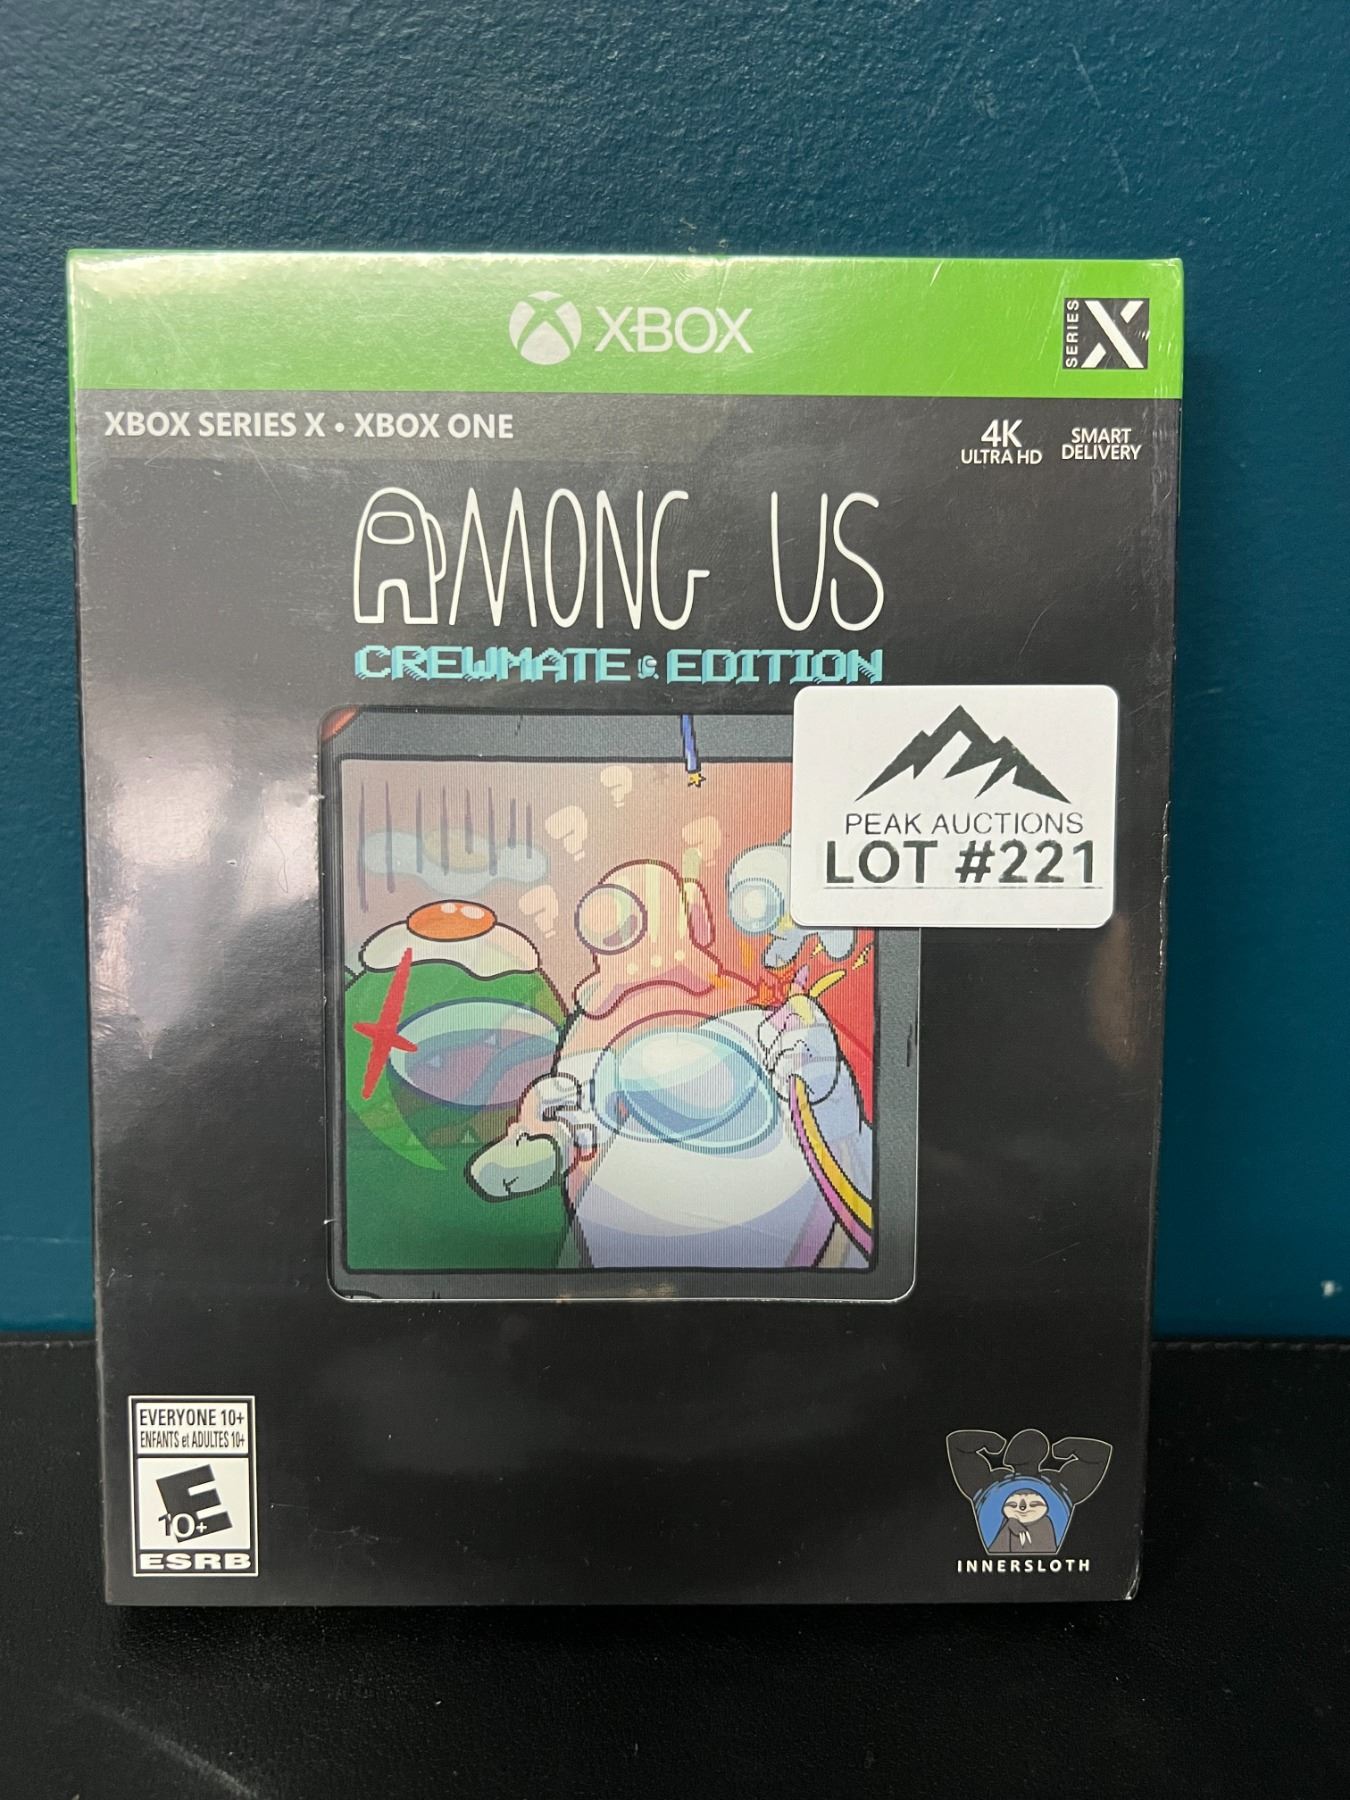 XBOX
SERIES X
XBOX SERIES X • XBOX ONE
4K
ULTRA HD
SMART
DELIVERY
AMONG US
CREWMATE EDITION
PEAK AUCTIONS
LOT #221
EVERYONE 10+
ENFANTS et ADULTES 10+
E
10+
ESRB
INNERSLOTH